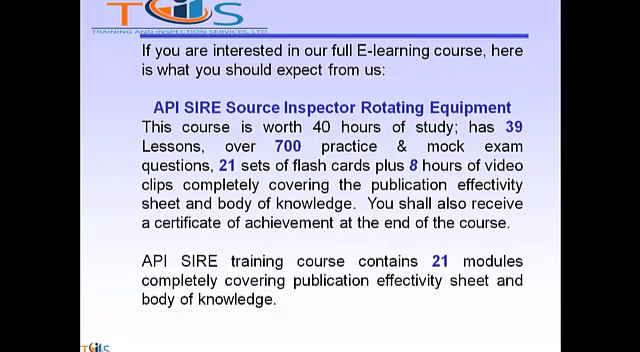 TIS
TRAINING AND INSPECTION SERVICES, LTD
If you are interested in our full E-learning course, here
is what you should expect from us:
API SIRE Source Inspector Rotating Equipment
This course is worth 40 hours of study; has 39
Lessons, over 700 practice & mock exam
questions, 21 sets of flash cards plus 8 hours of video
clips completely covering the publication effectivity
sheet and body of knowledge. You shall also receive
a certificate of achievement at the end of the course.
API SIRE training course contains 21 modules
completely covering publication effectivity sheet and
body of knowledge.
TIS